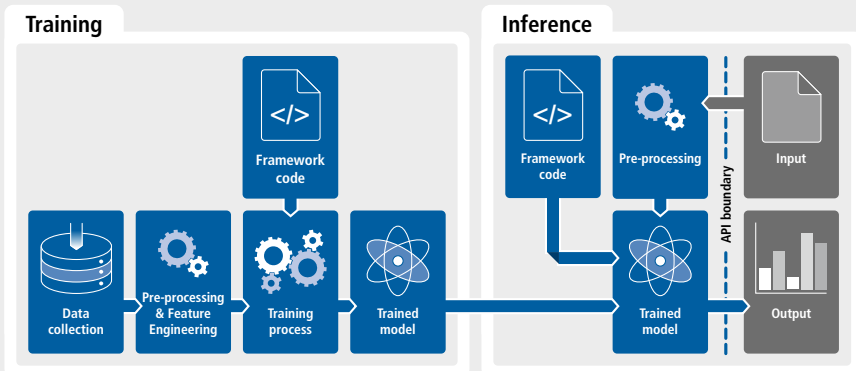 Training
</>
Framework
code
Data
collection
Pre-processing
& Feature
Engineering
Training
process
Trained
model
Inference
</>
Framework
code
Pre-processing
API boundary
Input
Trained
model
Output